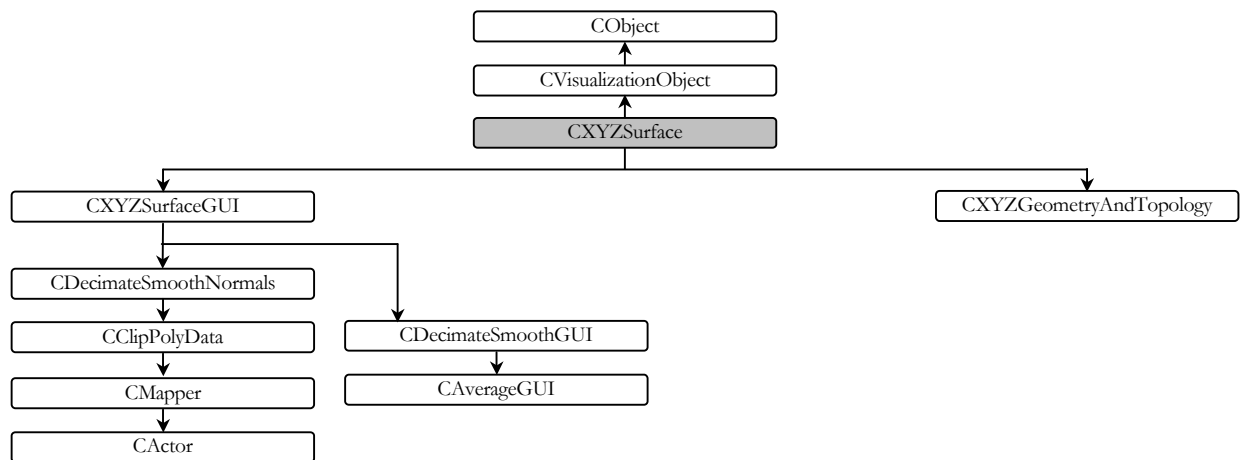 CObject
CVisualizationObject
CXYZSurface
CXYZSurfaceGUI
CXYZGeometryAndTopology
CDecimateSmoothNormals
CClipPolyData
CDecimateSmoothGUI
CMapper
CAverageGUI
CActor